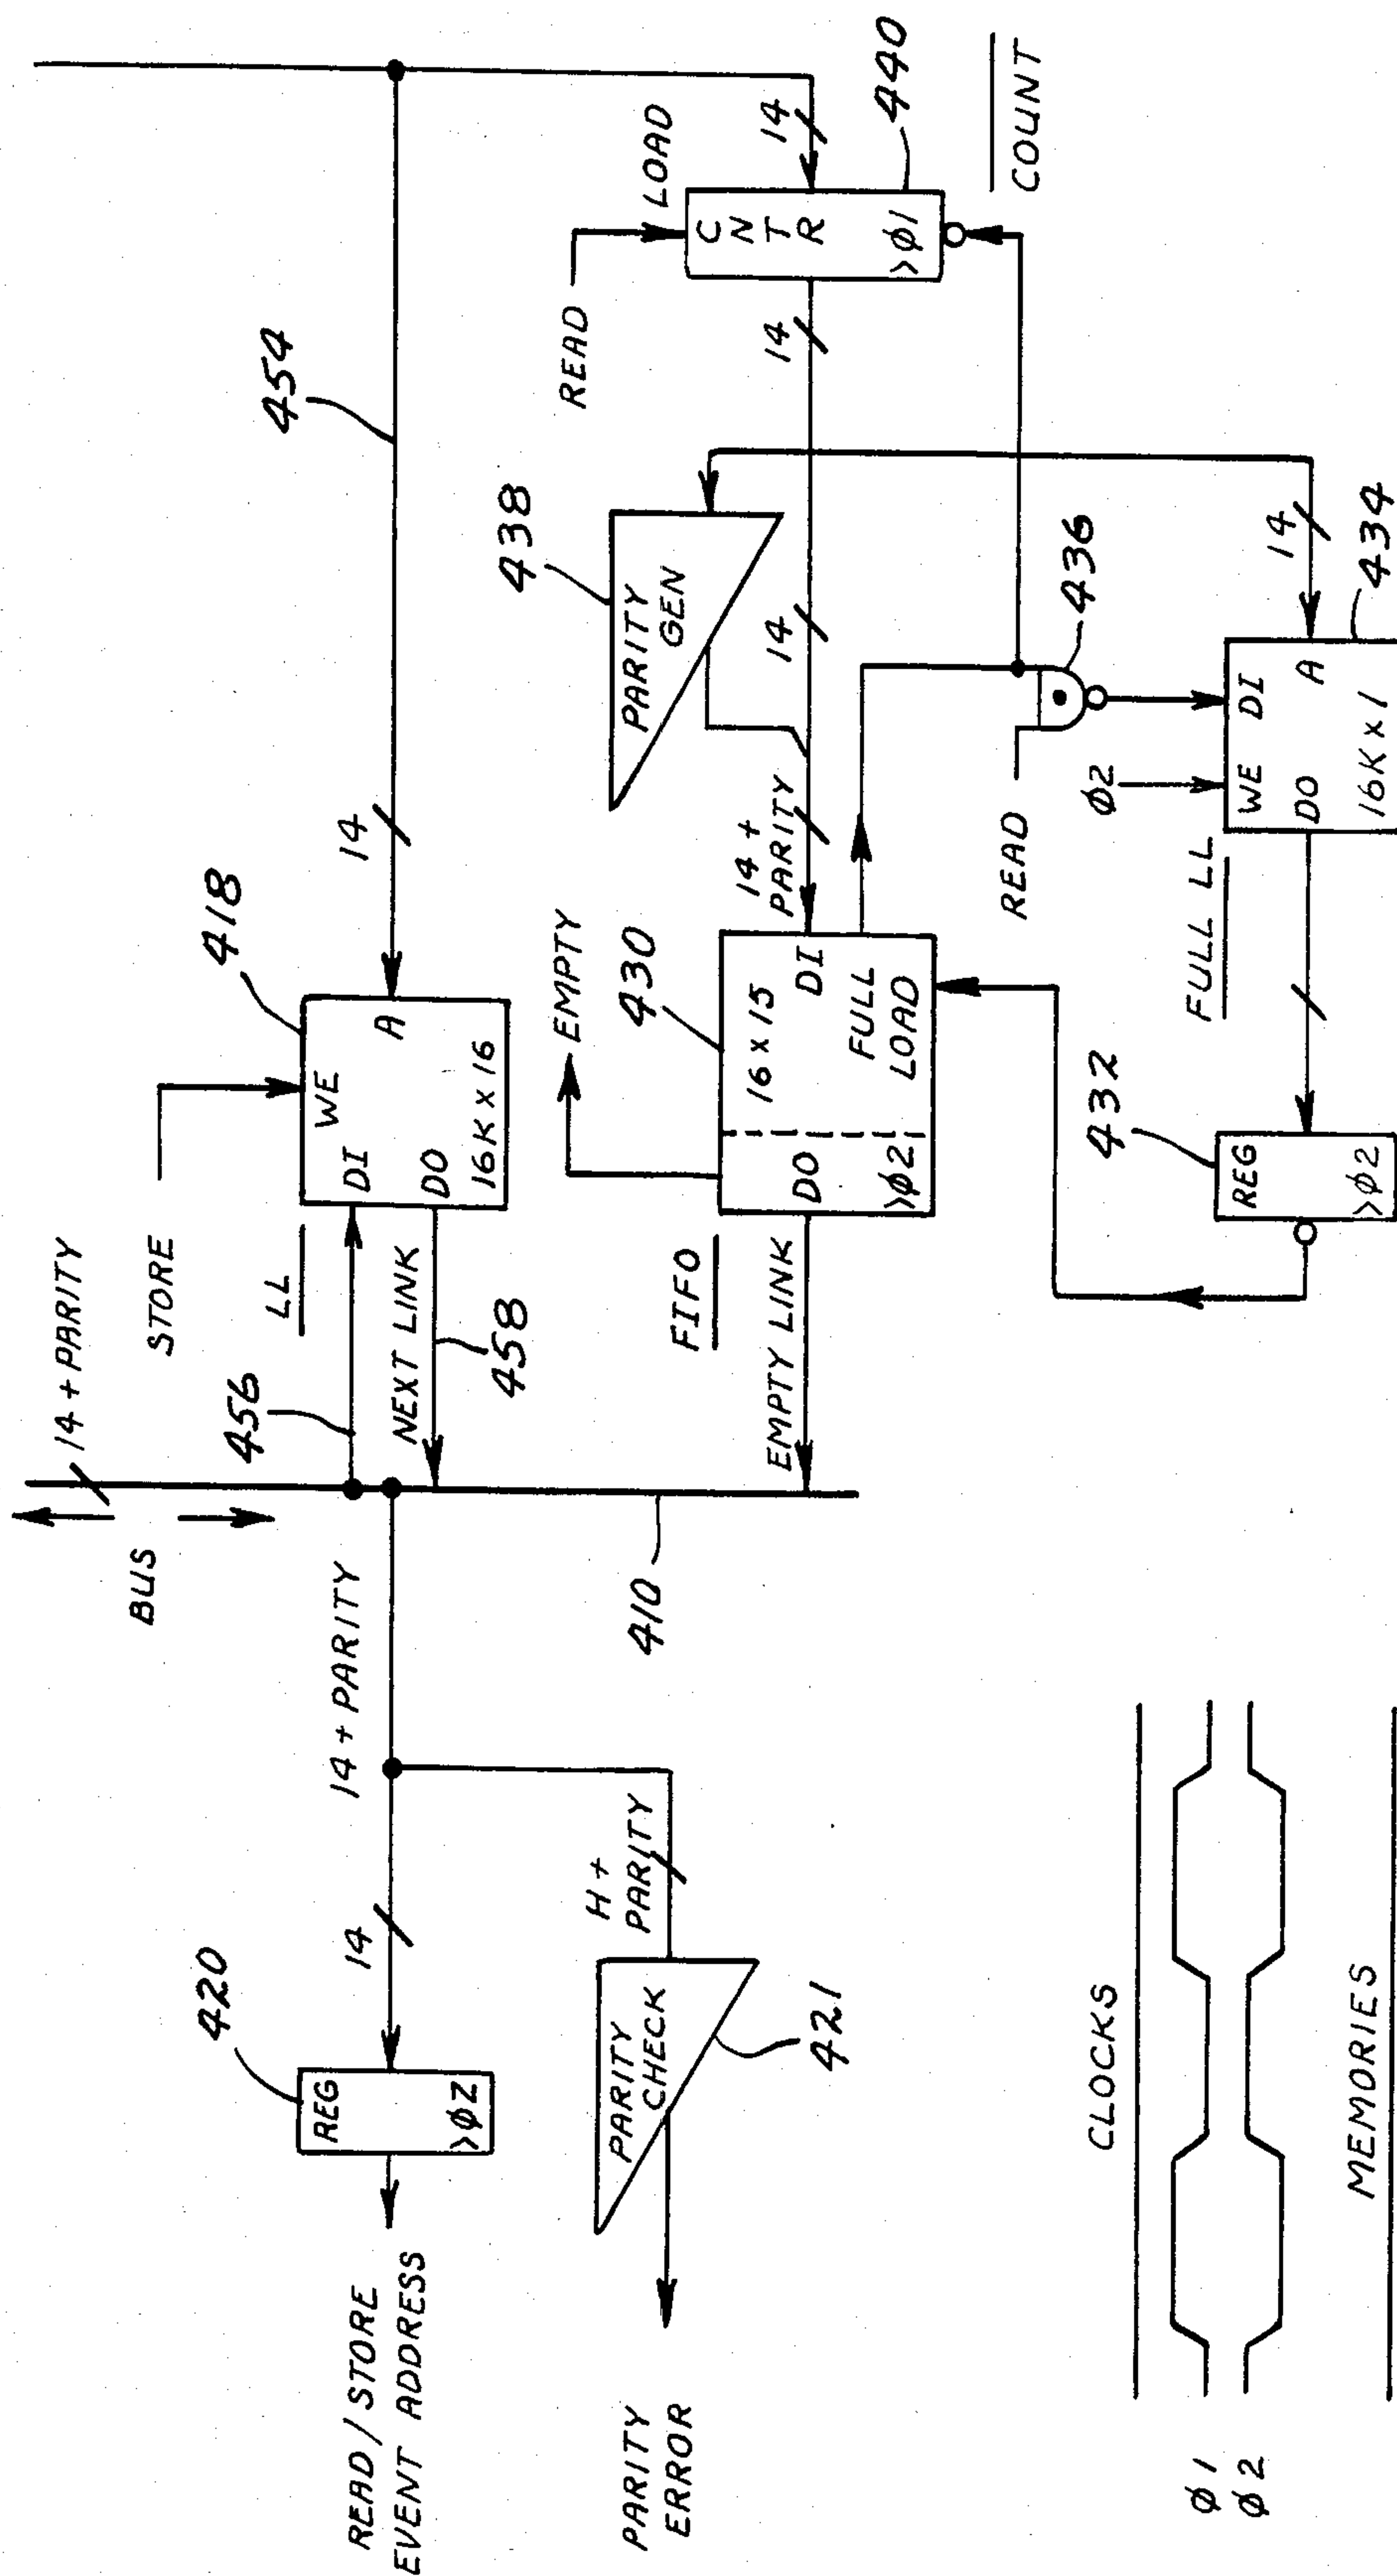 READ / STORE
EVENT ADDRESS
420
REG
>φ2
14
14 + PARITY
BUS
14 + PARITY
STORE
LL
456
DI
WE
418
A
DO
16K x 16
NEXT LINK
458
14
454
PARITY
ERROR
PARITY
CHECK
421
H +
PARITY
410
FIFO
EMPTY LINK
EMPTY
430
DO
>φ2
16 x 15
DI
FULL
LOAD
14 +
PARITY
438
PARITY
GEN
14
14
READ
LOAD
C
N
T
R
>φ1
14
440
COUNT
READ
436
432
REG
>φ2
FULL LL
φ2
WE
DI
DO
A
16K x 1
14
434
CLOCKS
φ1
φ2
MEMORIES